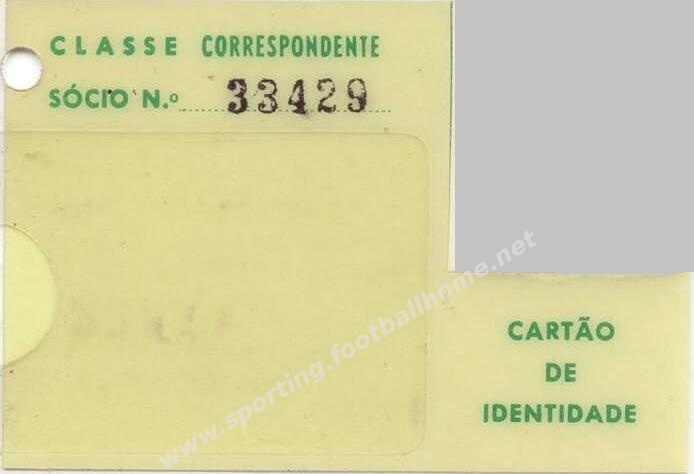 CLASSE CORRESPONDENTE
SÓCIO N.º 33429
www.sporting.footballhome.net
CARTÃO
DE
IDENTIDADE